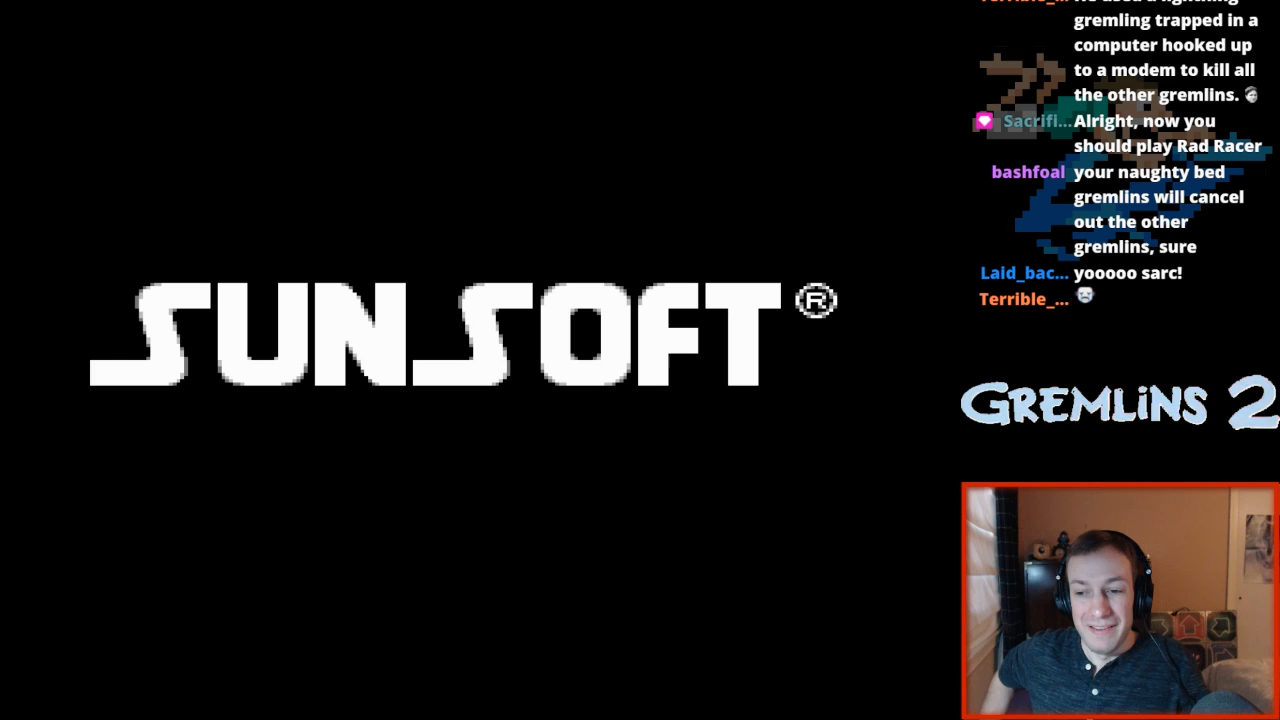 SUNSOFT®
gremling trapped in a
computer hooked up
to a modem to kill all
the other gremlins.
Sacrifi... Alright, now you
should play Rad Racer
bashfoal your naughty bed
gremlins will cancel
out the other
gremlins, sure
Laid_bac... yooooo sarc!
Terrible_...
GREMLINS 2